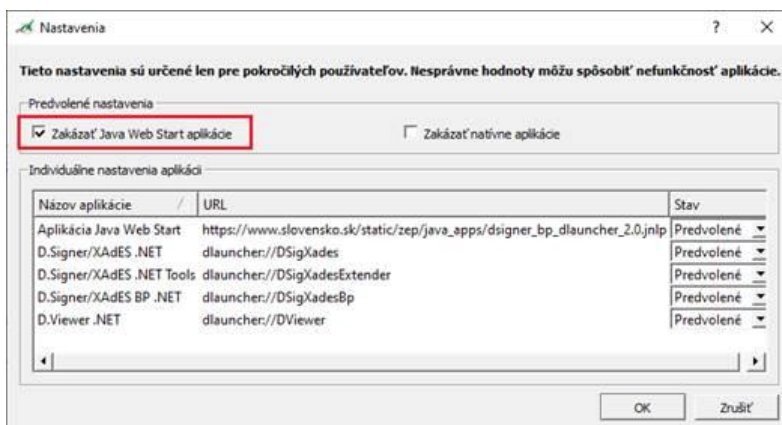 Nastavenia
?
Tieto nastavenia sú určené len pre pokročilých používateľov. Nesprávne hodnoty môžu spôsobiť nefunkčnosť aplikácie.
Predvolené nastavenia
Zakázať Java Web Start aplikácie Zakázať natívne aplikácie
Individuálne nastavenia aplikácií
Názov aplikácie URL Stav
Aplikácia Java Web Start https://www.slovensko.sk/static/zep/java_apps/dsigner_bp_dlauncher_2.0.jnlp Predvolené
D.Signer/XAdES .NET dlauncher://DSigXades Predvolené
D.Signer/XAdES .NET Tools dlauncher://DSigXadesExtender Predvolené
D.Signer/XAdES BP .NET dlauncher://DSigXadesBp Predvolené
D.Viewer .NET dlauncher://DViewer Predvolené
OK Zrušiť